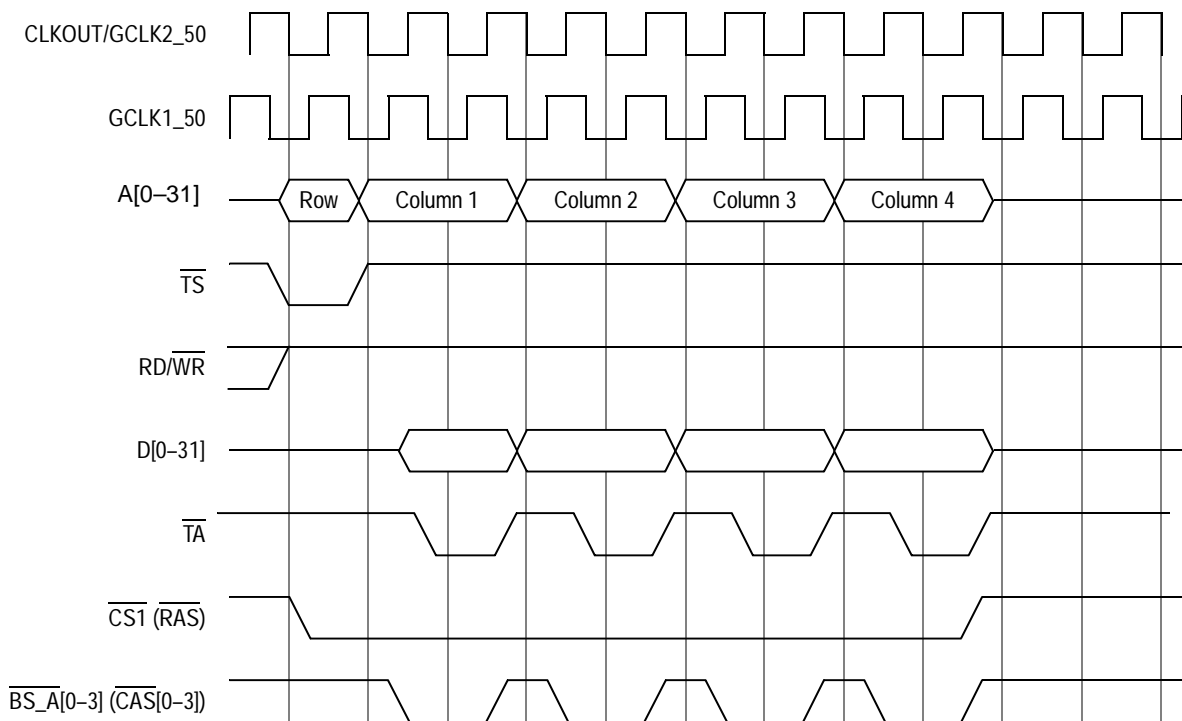 CLKOUT/GCLK2_50
GCLK1_50
A[0–31]
Row
Column 1
Column 2
Column 3
Column 4
TS
RD/WR
D[0–31]
TA
CS1 (RAS)
BS_A[0–3] (CAS[0–3])